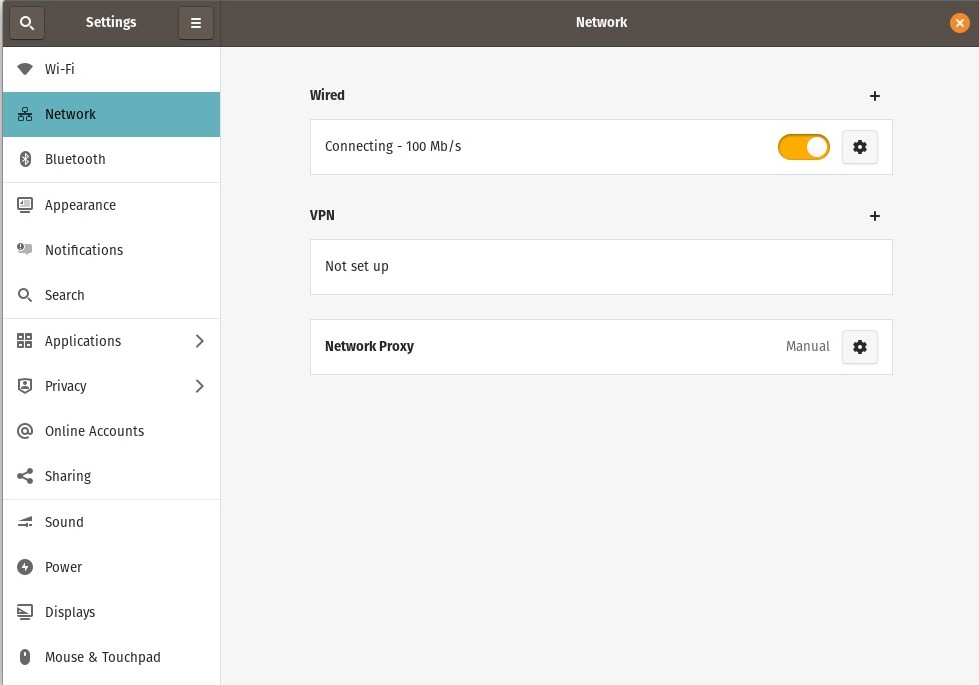 Settings
Network
Wi-Fi
Network
Bluetooth
Appearance
Notifications
Search
Applications
Privacy
Online Accounts
Sharing
Sound
Power
Displays
Mouse & Touchpad
Wired
Connecting - 100 Mb/s
VPN
Not set up
Network Proxy Manual